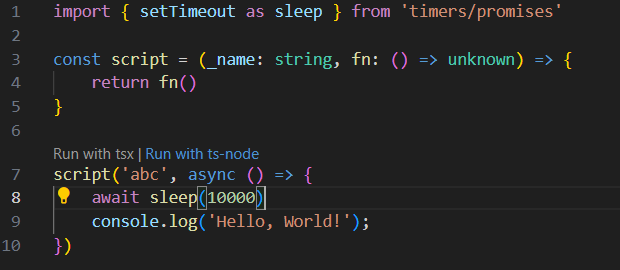 1 import { setTimeout as sleep } from 'timers/promises'
2
3 const script = (_name: string, fn: () => unknown) => {
4     return fn()
5 }
6
Run with tsx | Run with ts-node
7 script('abc', async () => {
8     await sleep(10000)
9     console.log('Hello, World!');
10 })